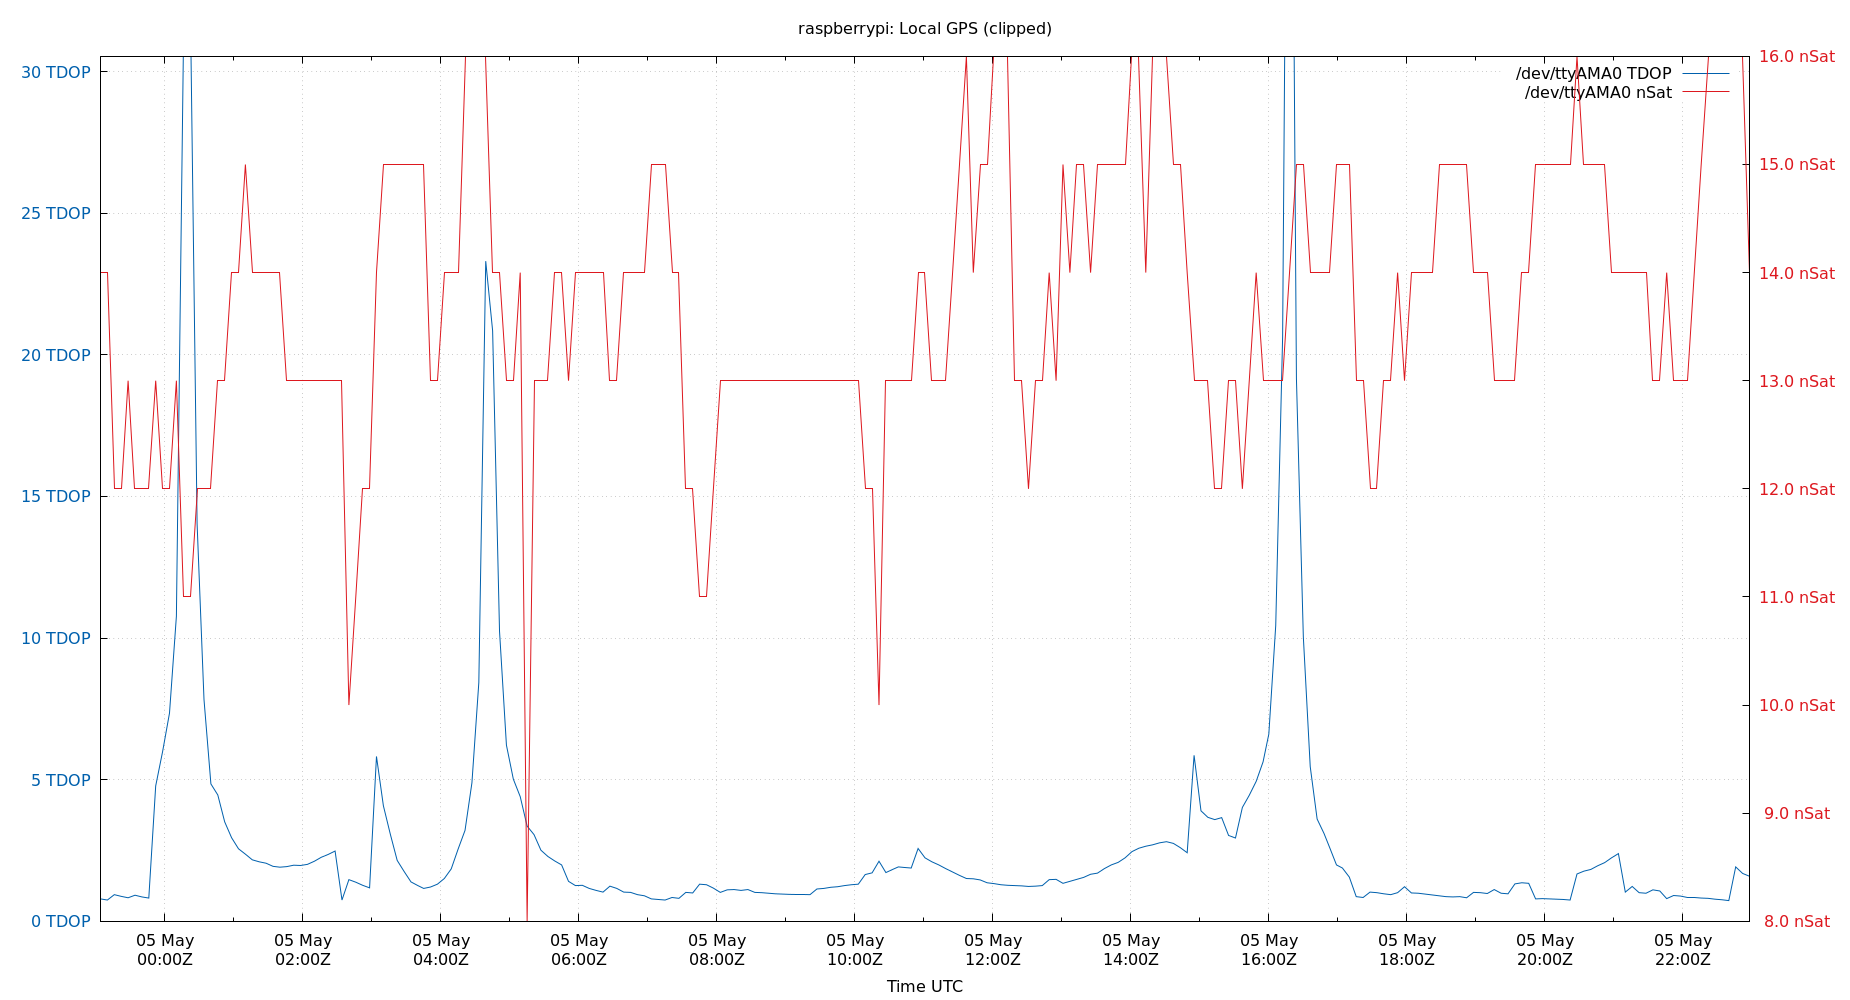 raspberrypi: Local GPS (clipped)
30 TDOP
25 TDOP
20 TDOP
15 TDOP
10 TDOP
5 TDOP
0 TDOP
16.0 nSat
15.0 nSat
14.0 nSat
13.0 nSat
12.0 nSat
11.0 nSat
10.0 nSat
9.0 nSat
8.0 nSat
/dev/ttyAMA0 TDOP
/dev/ttyAMA0 nSat
05 May
00:00Z
05 May
02:00Z
05 May
04:00Z
05 May
06:00Z
05 May
08:00Z
05 May
10:00Z
05 May
12:00Z
05 May
14:00Z
05 May
16:00Z
05 May
18:00Z
05 May
20:00Z
05 May
22:00Z
Time UTC